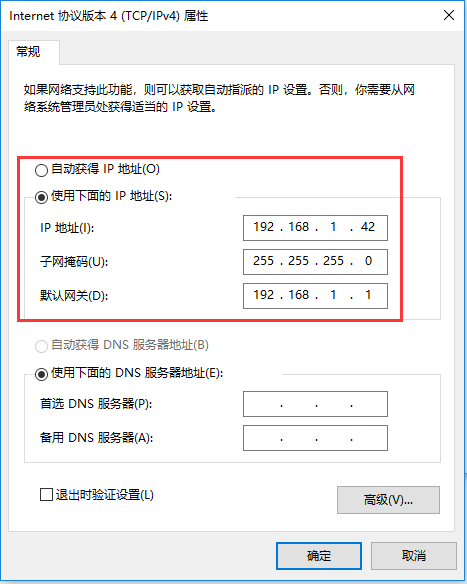 Internet 协议版本 4 (TCP/IPv4) 属性
常规
如果网络支持此功能，则可以获取自动指派的 IP 设置。否则，你需要从网
络系统管理员处获得适当的 IP 设置。
自动获得 IP 地址(O)
使用下面的 IP 地址(S):
IP 地址(I): 192 . 168 . 1 . 42
子网掩码(U): 255 . 255 . 255 . 0
默认网关(D): 192 . 168 . 1 . 1
自动获得 DNS 服务器地址(B)
使用下面的 DNS 服务器地址(E):
首选 DNS 服务器(P): . . .
备用 DNS 服务器(A): . . .
退出时验证设置(L)
高级(V)...
确定 取消